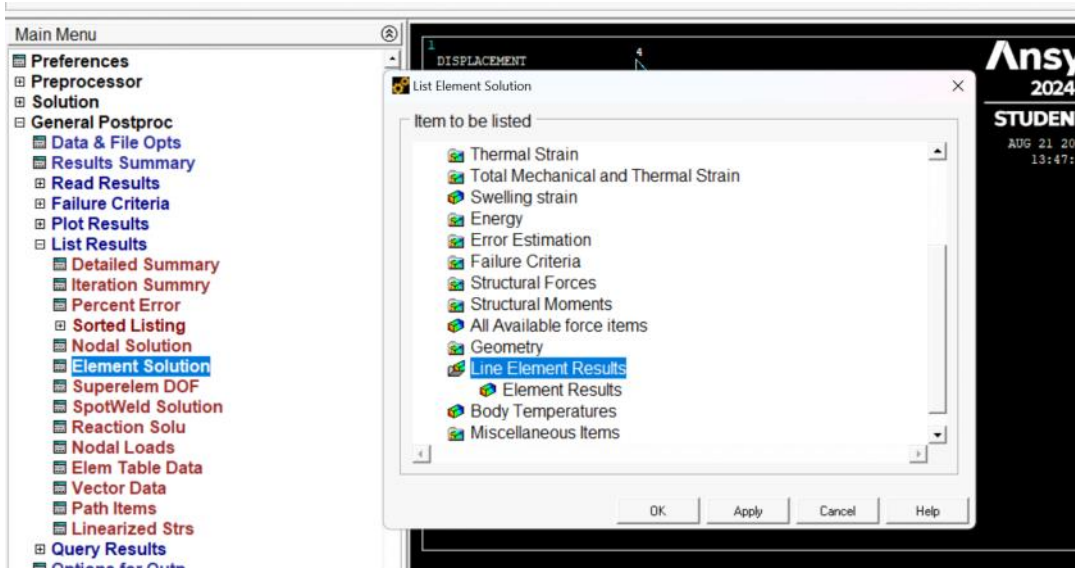 Main Menu
Preferences
Preprocessor
Solution
General Postproc
Data & File Opts
Results Summary
Read Results
Failure Criteria
Plot Results
List Results
Detailed Summary
Iteration Summry
Percent Error
Sorted Listing
Nodal Solution
Element Solution
Superelem DOF
SpotWeld Solution
Reaction Solu
Nodal Loads
Elem Table Data
Vector Data
Path Items
Linearized Strs
Query Results
1
DISPLACEMENT
4
List Element Solution
Item to be listed
Thermal Strain
Total Mechanical and Thermal Strain
Swelling strain
Energy
Error Estimation
Failure Criteria
Structural Forces
Structural Moments
All Available force items
Geometry
Line Element Results
Element Results
Body Temperatures
Miscellaneous Items
OK Apply Cancel Help
Ansy
2024
STUDEN
AUG 21 20
13:47: